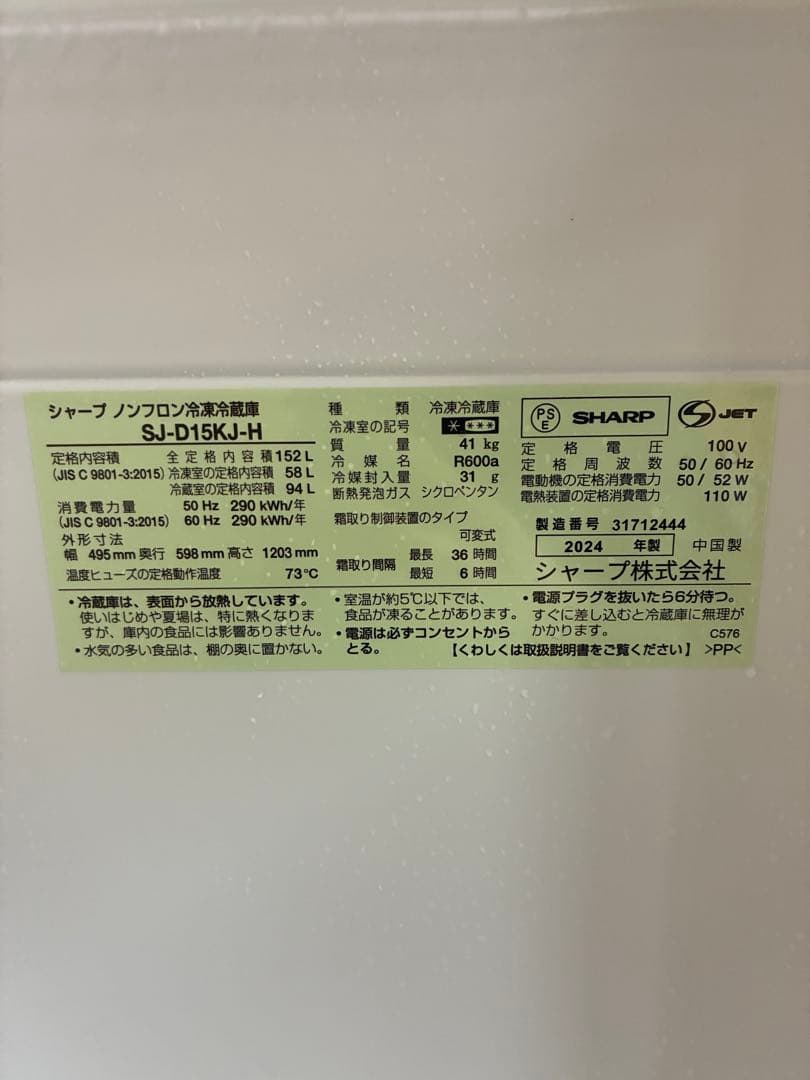 シャープ ノンフロン冷凍冷蔵庫
SJ-D15KJ-H
定格内容積 全定格内容積 152 L
(JIS C 9801-3:2015) 冷凍室の定格内容積 58 L
冷蔵室の定格内容積 94 L
消費電力量 50 Hz 290 kWh/年
(JIS C 9801-3:2015) 60 Hz 290 kWh/年
外形寸法
幅 495 mm 奥行 598 mm 高さ 1203 mm
温度ヒューズの定格動作温度 73℃
種類 冷凍冷蔵庫
冷凍室の記号 * ***
質量 41 kg
冷媒名 R600a
冷媒封入量 31 g
断熱発泡ガス シクロペンタン
霜取り制御装置のタイプ
可変式
霜取り間隔 最長 36 時間
最短 6 時間
PSE SHARP S JET
定格電圧 100 V
定格周波数 50 / 60 Hz
電動機の定格消費電力 50 / 52 W
電熱装置の定格消費電力 110 W
製造番号 31712444
2024 年製 中国製
シャープ株式会社
・冷蔵庫は、表面から放熱しています。
使いはじめや夏場は、特に熱くなりま
すが、庫内の食品には影響ありません。
・水気の多い食品は、棚の奥に置かない。
・室温が約5℃以下では、
食品が凍ることがあります。
・電源は必ずコンセントから
とる。
・電源プラグを抜いたら6分待つ。
すぐに差し込むと冷蔵庫に無理が
かかります。 C576
【くわしくは取扱説明書をご覧ください】 >PP<